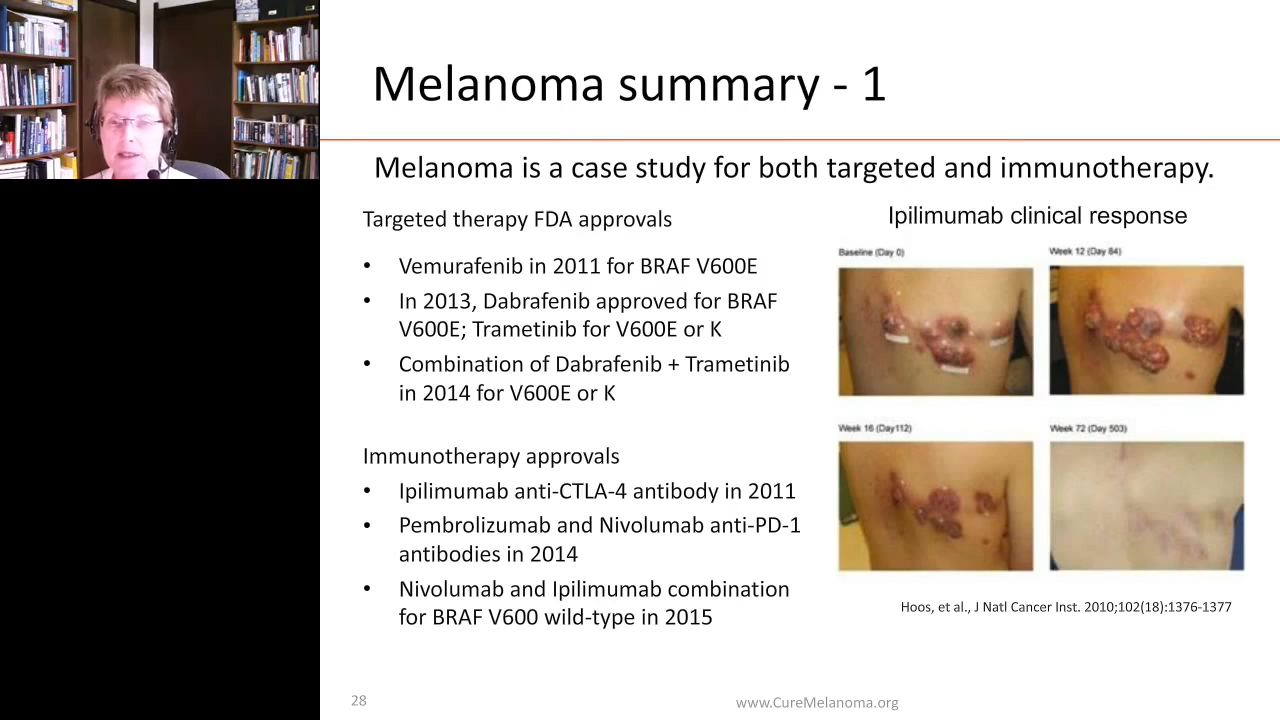 Melanoma summary - 1
Melanoma is a case study for both targeted and immunotherapy.
Targeted therapy FDA approvals
• Vemurafenib in 2011 for BRAF V600E
• In 2013, Dabrafenib approved for BRAF
V600E; Trametinib for V600E or K
• Combination of Dabrafenib + Trametinib
in 2014 for V600E or K
Immunotherapy approvals
• Ipilimumab anti-CTLA-4 antibody in 2011
• Pembrolizumab and Nivolumab anti-PD-1
antibodies in 2014
• Nivolumab and Ipilimumab combination
for BRAF V600 wild-type in 2015
Ipilimumab clinical response
Baseline (Day 0)
Week 12 (Day 84)
Week 16 (Day112)
Week 72 (Day 503)
Hoos, et al., J Natl Cancer Inst. 2010;102(18):1376-1377
28
www.CureMelanoma.org